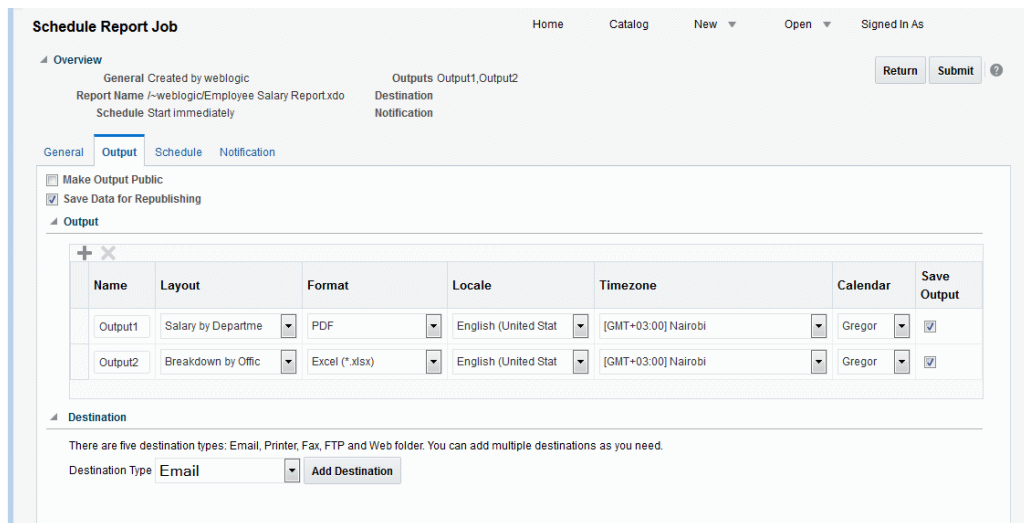 Schedule Report Job
Home Catalog New Open Signed In As
Overview
General Created by weblogic
Outputs Output1,Output2
Return Submit ?
Report Name /~weblogic/Employee Salary Report.xdo
Destination
Schedule Start immediately
Notification
General Output Schedule Notification
Make Output Public
Save Data for Republishing
Output
Name Layout Format Locale Timezone Calendar Save Output
Output1 Salary by Departme PDF English (United Stat [GMT+03:00] Nairobi Gregor
Output2 Breakdown by Offic Excel (*.xlsx) English (United Stat [GMT+03:00] Nairobi Gregor
Destination
There are five destination types: Email, Printer, Fax, FTP and Web folder. You can add multiple destinations as you need.
Destination Type Email Add Destination